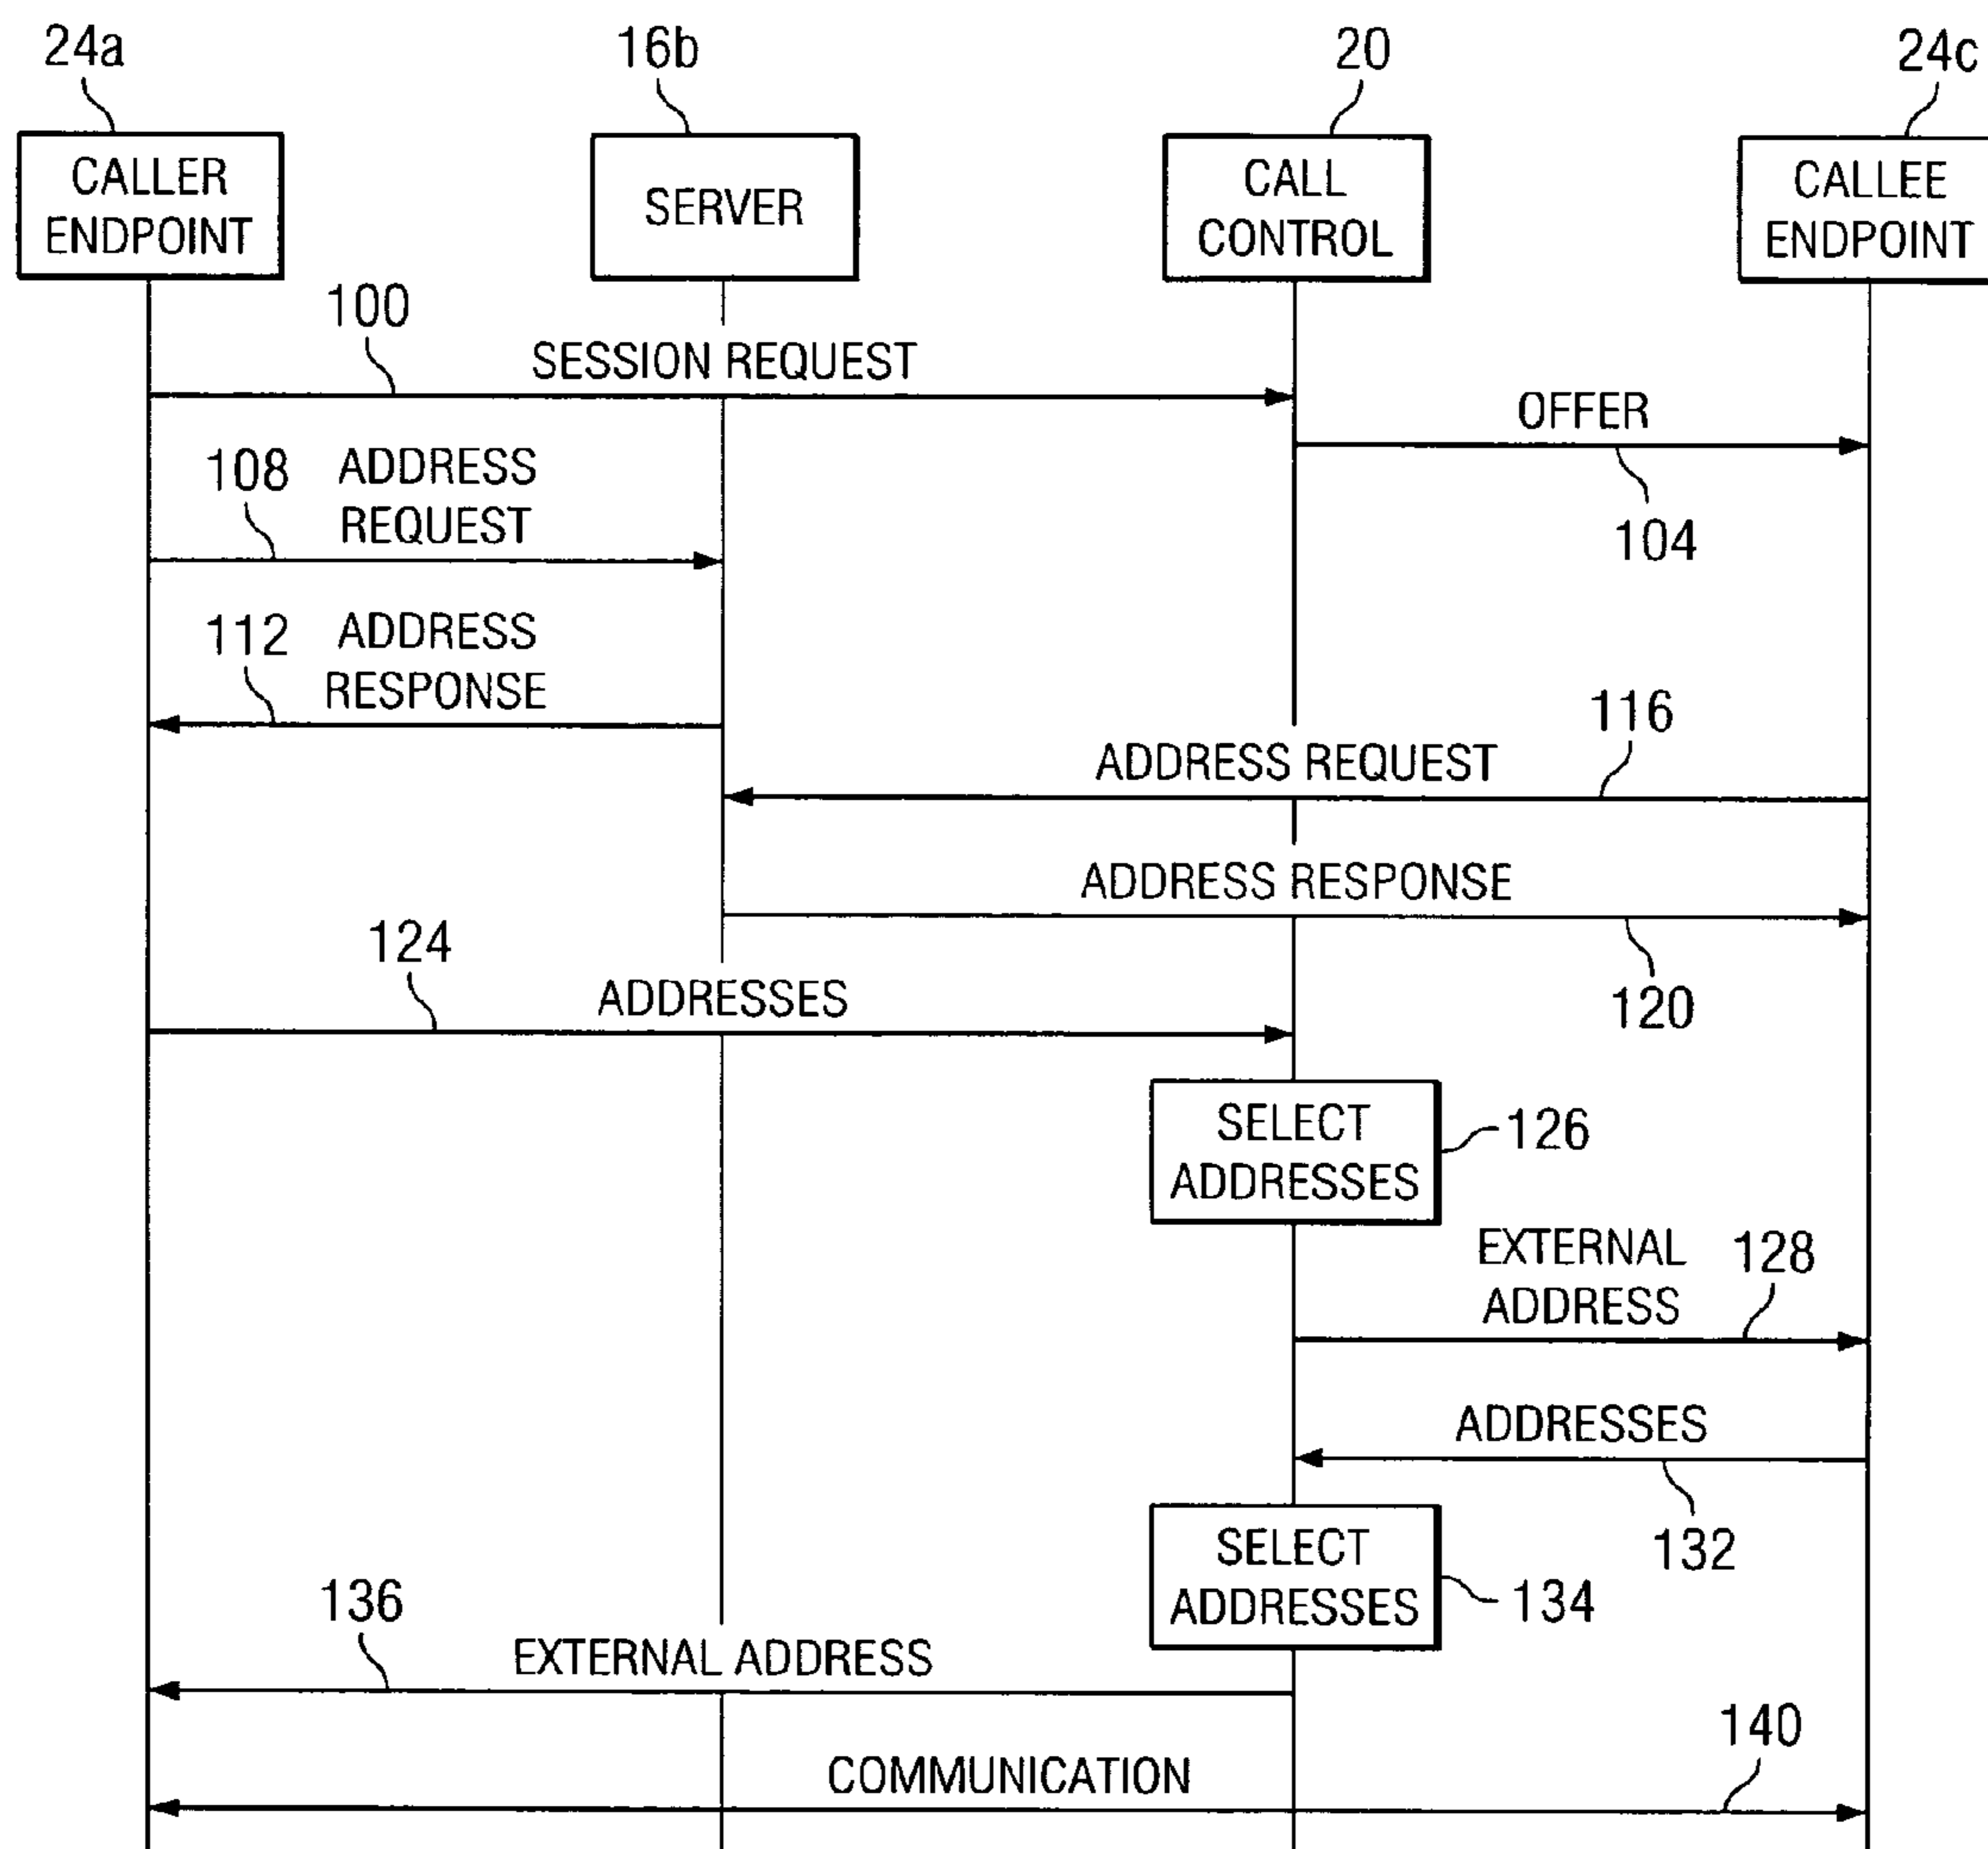 24a
16b
20
24c
CALLER
ENDPOINT
SERVER
CALL
CONTROL
CALLEE
ENDPOINT
100
SESSION REQUEST
OFFER
104
108
ADDRESS
REQUEST
112
ADDRESS
RESPONSE
116
ADDRESS REQUEST
ADDRESS RESPONSE
120
124
ADDRESSES
SELECT
ADDRESSES
126
EXTERNAL
ADDRESS
128
ADDRESSES
132
SELECT
ADDRESSES
134
136
EXTERNAL ADDRESS
140
COMMUNICATION